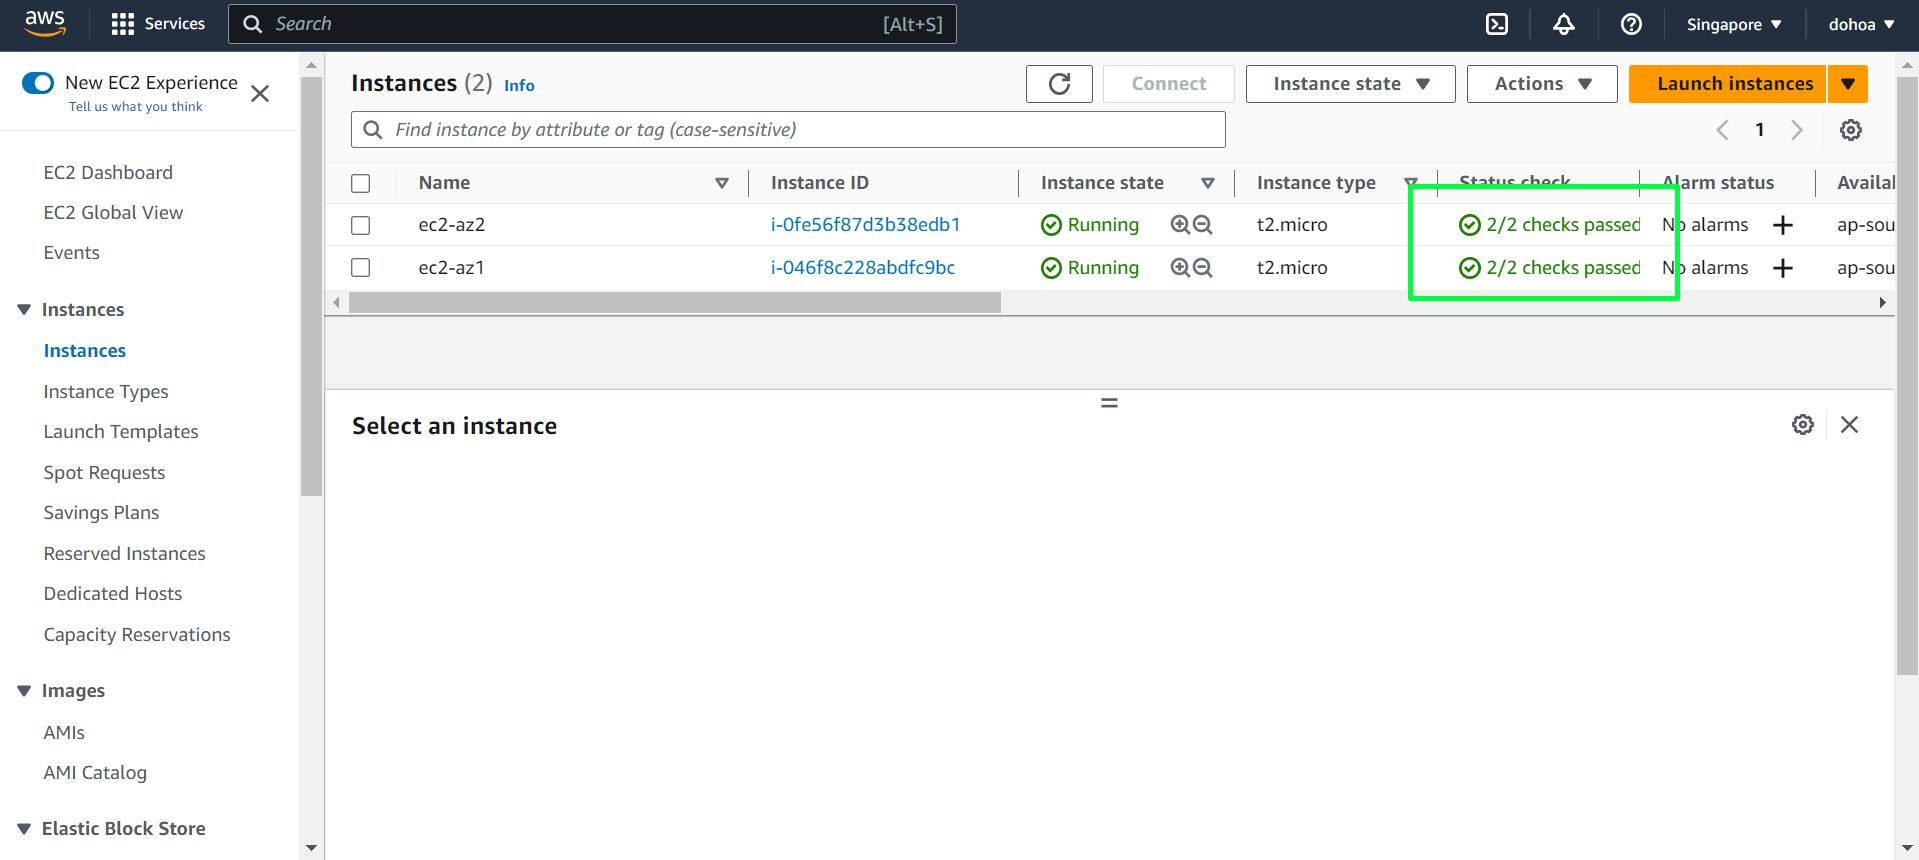 aws Services Search [Alt+S] Singapore dohoa
New EC2 Experience
Tell us what you think
EC2 Dashboard
EC2 Global View
Events
Instances
Instances
Instance Types
Launch Templates
Spot Requests
Savings Plans
Reserved Instances
Dedicated Hosts
Capacity Reservations
Images
AMIs
AMI Catalog
Elastic Block Store
Instances (2) Info Connect Instance state Actions Launch instances
Find instance by attribute or tag (case-sensitive) 1
Name Instance ID Instance state Instance type Status check Alarm status Availal
ec2-az2 i-0fe56f87d3b38edb1 Running t2.micro 2/2 checks passed No alarms ap-sou
ec2-az1 i-046f8c228abdfc9bc Running t2.micro 2/2 checks passed No alarms ap-sou
Select an instance